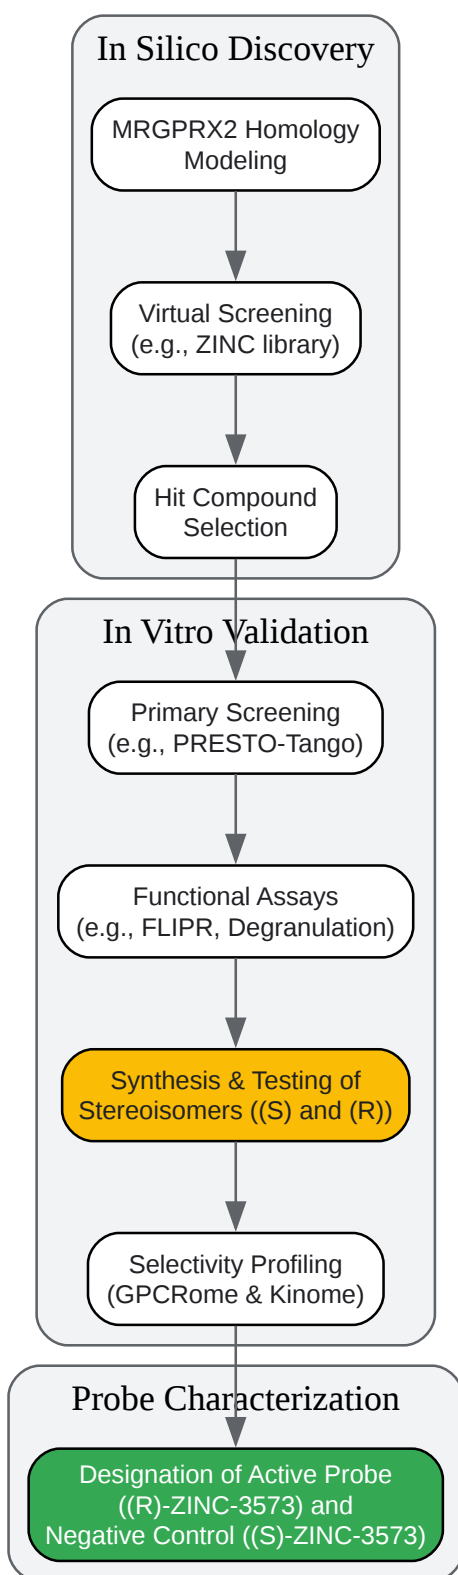 In Silico Discovery
MRGPRX2 Homology
Modeling
Virtual Screening
(e.g., ZINC library)
Hit Compound
Selection
In Vitro Validation
Primary Screening
(e.g., PRESTO-Tango)
Functional Assays
(e.g., FLIPR, Degranulation)
Synthesis & Testing of
Stereoisomers ((S) and (R))
Selectivity Profiling
(GPCRome & Kinome)
Probe Characterization
Designation of Active Probe
((R)-ZINC-3573) and
Negative Control ((S)-ZINC-3573)